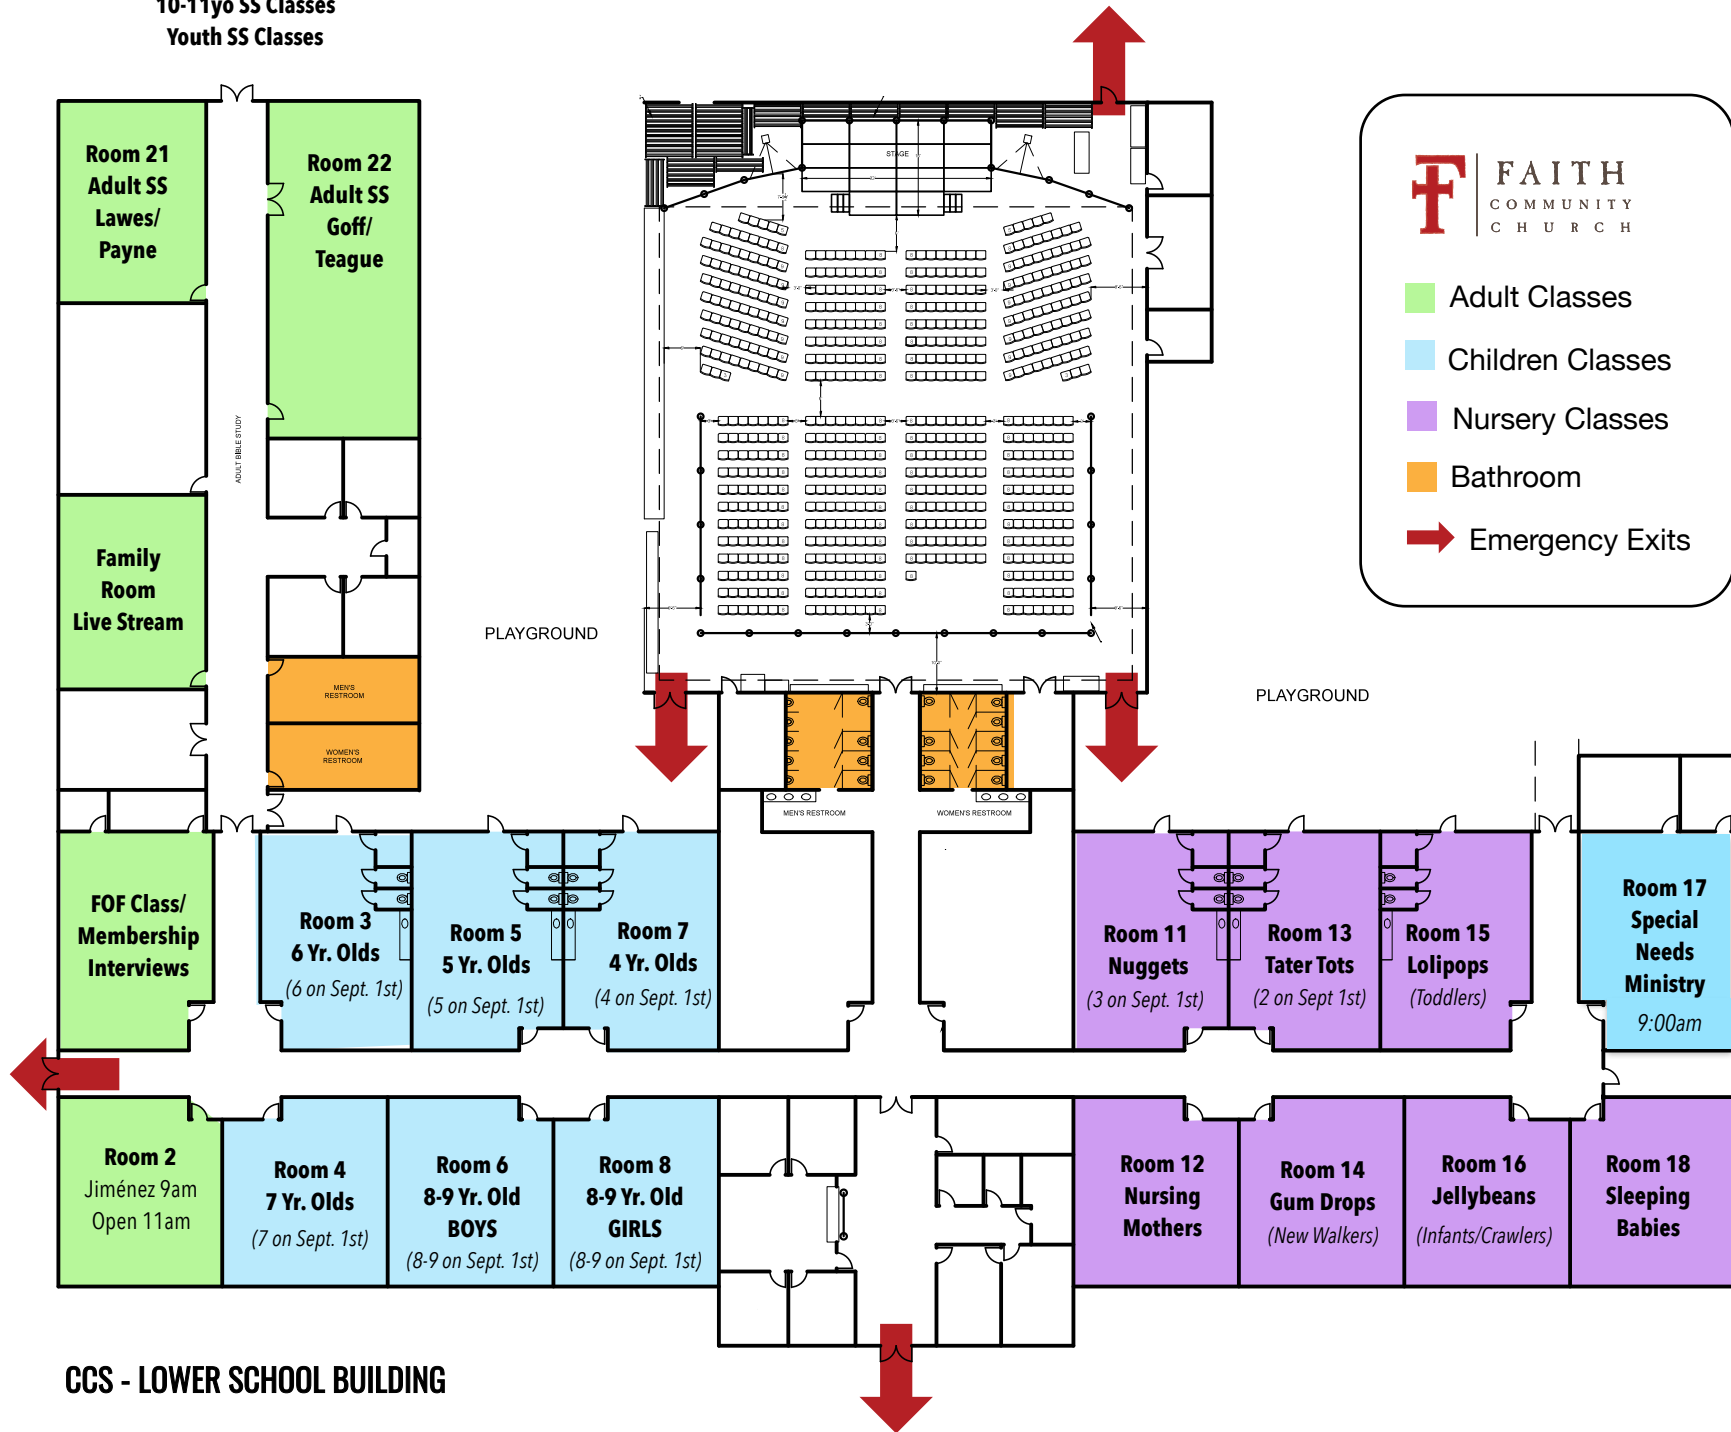 10-11yo SS Classes
Youth SS Classes
Room 21
Adult SS
Lawes/
Payne
Room 22
Adult SS
Goff/
Teague
ADULT BIBLE STUDY
Family
Room
Live Stream
MEN'S
RESTROOM
WOMEN'S
RESTROOM
PLAYGROUND
STAGE
PLAYGROUND
FAITH
COMMUNITY
CHURCH
Adult Classes
Children Classes
Nursery Classes
Bathroom
Emergency Exits
MEN'S RESTROOM
WOMEN'S RESTROOM
FOF Class/
Membership
Interviews
Room 3
6 Yr. Olds
(6 on Sept. 1st)
Room 5
5 Yr. Olds
(5 on Sept. 1st)
Room 7
4 Yr. Olds
(4 on Sept. 1st)
Room 11
Nuggets
(3 on Sept. 1st)
Room 13
Tater Tots
(2 on Sept 1st)
Room 15
Lolipops
(Toddlers)
Room 17
Special
Needs
Ministry
9:00am
Room 2
Jiménez 9am
Open 11am
Room 4
7 Yr. Olds
(7 on Sept. 1st)
Room 6
8-9 Yr. Old
BOYS
(8-9 on Sept. 1st)
Room 8
8-9 Yr. Old
GIRLS
(8-9 on Sept. 1st)
Room 12
Nursing
Mothers
Room 14
Gum Drops
(New Walkers)
Room 16
Jellybeans
(Infants/Crawlers)
Room 18
Sleeping
Babies
CCS - LOWER SCHOOL BUILDING